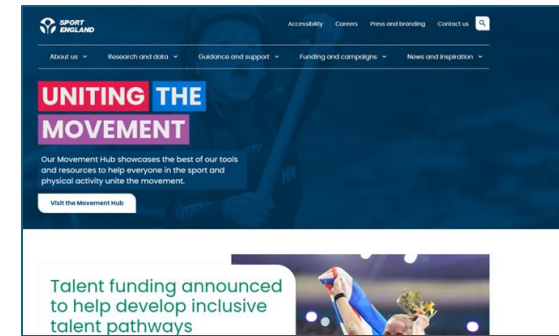 SPORT
ENGLAND
Accessibility Careers Press and branding Contact us
About us Research and data Guidance and support Funding and campaigns News and inspiration
UNITING THE
MOVEMENT
Our Movement Hub showcases the best of our tools
and resources to help everyone in the sport and
physical activity unite the movement.
Visit the Movement Hub
Talent funding announced
to help develop inclusive
talent pathways